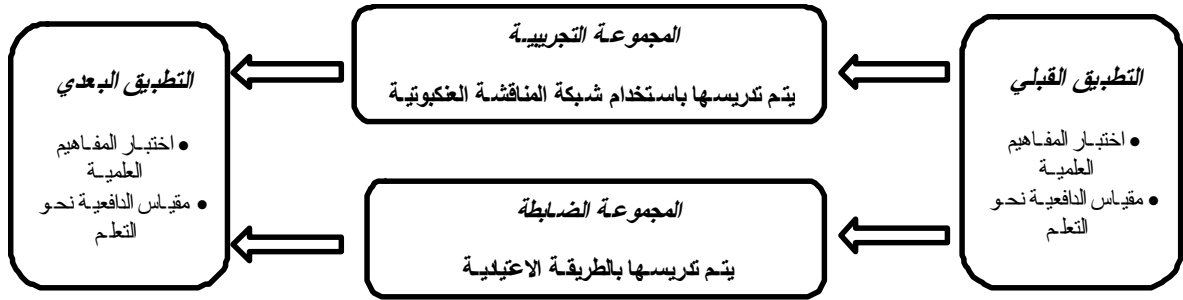 التطبيق القبلي
• اختبار المفاهيم
العلمية
• مقياس الدافعية نحو
التعلم
المجموعة التجريبية
يتم تدريسها باستخدام شبكة المناقشة العنكبوتية
المجموعة الضابطة
يتم تدريسها بالطريقة الاعتيادية
التطبيق البعدي
• اختبار المفاهيم
العلمية
• مقياس الدافعية نحو
التعلم